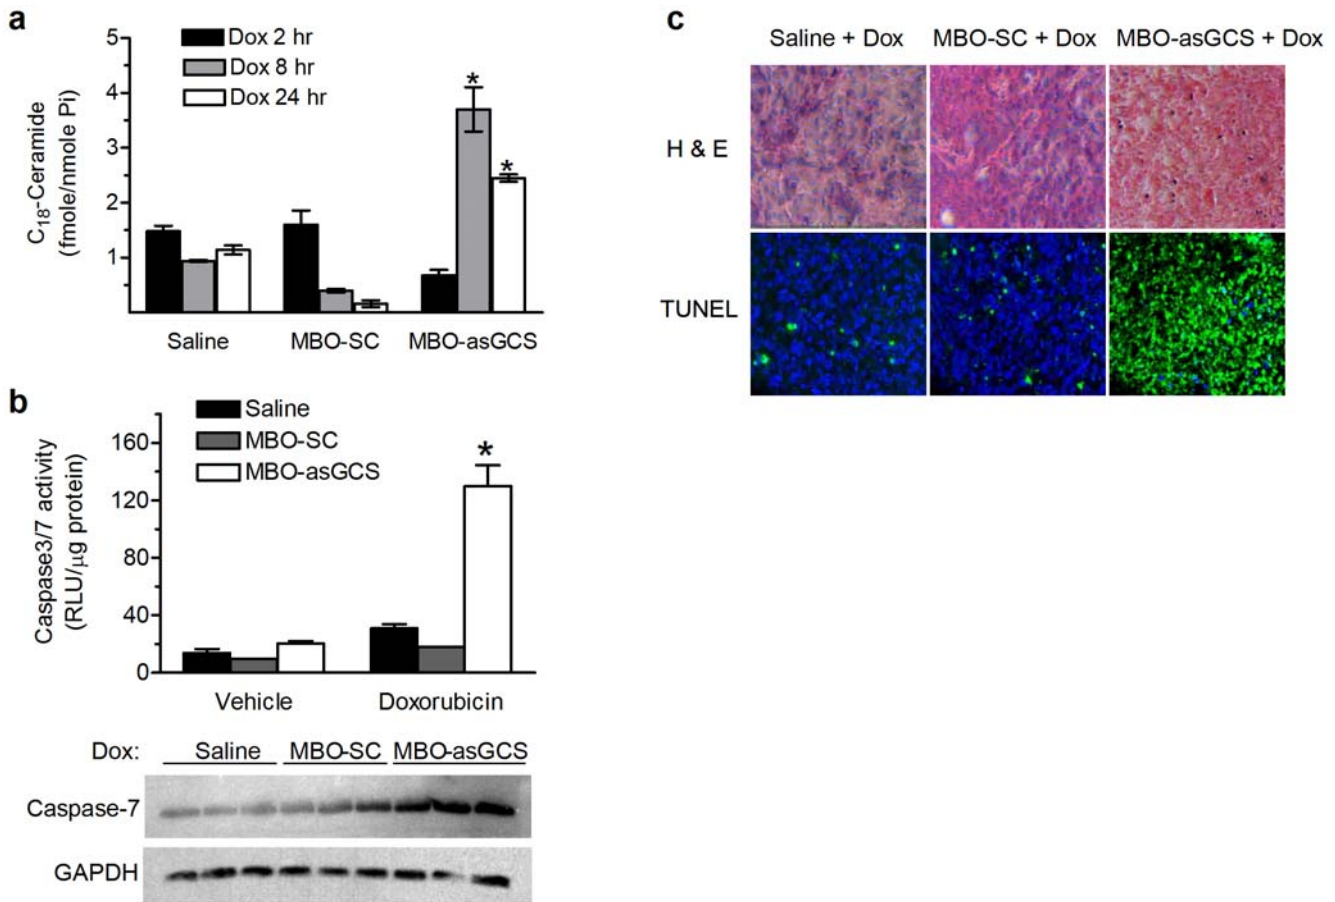 a
Dox 2 hr
Dox 8 hr
Dox 24 hr
C18-Ceramide
(fmole/nmole Pi)
5
4
3
2
1
Saline
MBO-SC
MBO-asGCS
*
*
b
Saline
MBO-SC
MBO-asGCS
Caspase3/7 activity
(RLU/μg protein)
160
120
80
40
0
*
Vehicle
Doxorubicin
Dox:
Saline
MBO-SC
MBO-asGCS
Caspase-7
GAPDH
c
Saline + Dox
MBO-SC + Dox
MBO-asGCS + Dox
H & E
TUNEL